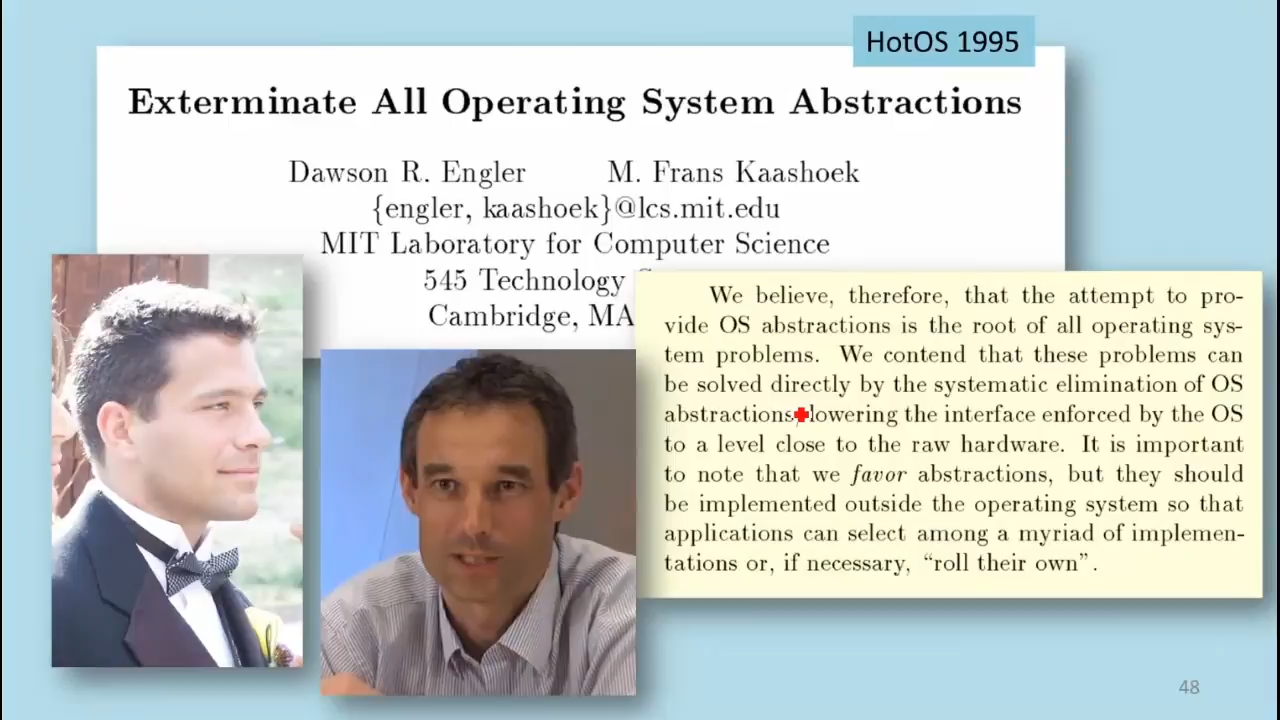 HotOS 1995
Exterminate All Operating System Abstractions
Dawson R. Engler M. Frans Kaashoek
{engler, kaashoek}@lcs.mit.edu
MIT Laboratory for Computer Science
545 Technology
Cambridge, MA
We believe, therefore, that the attempt to pro-
vide OS abstractions is the root of all operating sys-
tem problems. We contend that these problems can
be solved directly by the systematic elimination of OS
abstractions, lowering the interface enforced by the OS
to a level close to the raw hardware. It is important
to note that we favor abstractions, but they should
be implemented outside the operating system so that
applications can select among a myriad of implemen-
tations or, if necessary, “roll their own”.
48